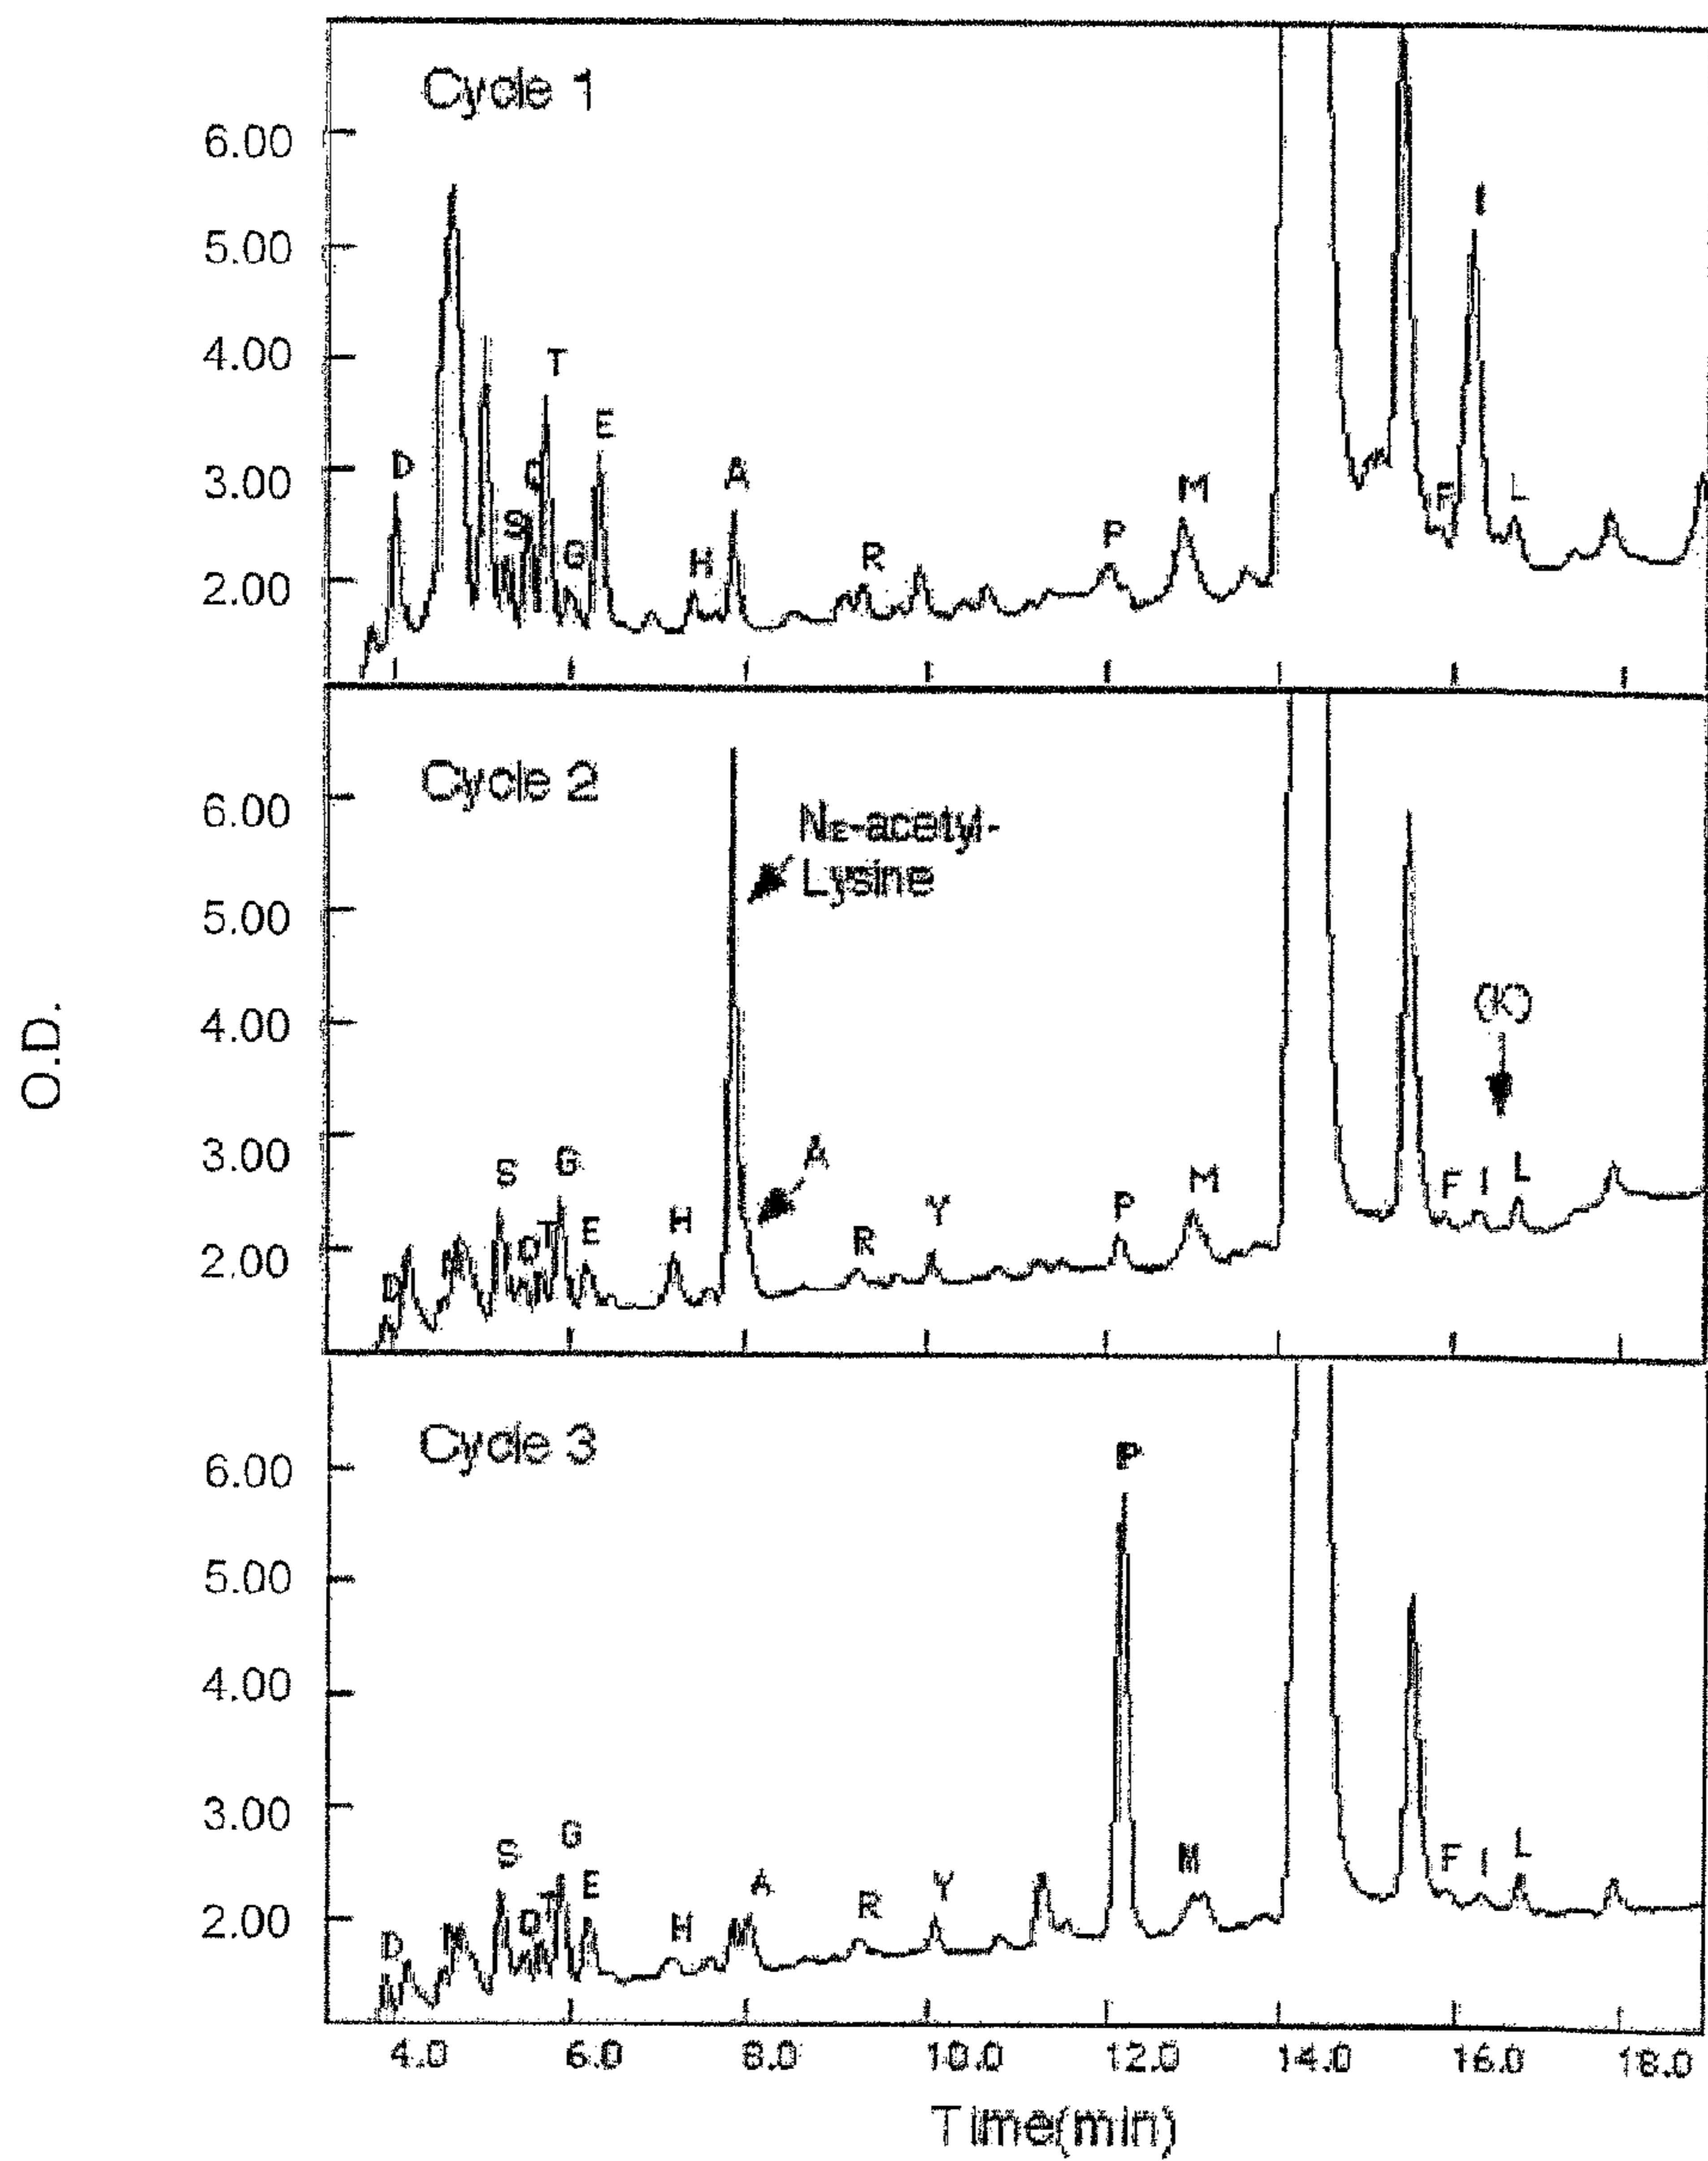 Cycle 1
6.00
5.00
4.00
3.00
2.00
D
S
Q
T
G
E
H
A
R
P
M
F
I
L
Cycle 2
Nε-acetyl-
Lysine
(K)
O.D.
6.00
5.00
4.00
3.00
2.00
D
N
S
Q
T
G
E
H
A
R
Y
P
M
F
I
L
Cycle 3
6.00
5.00
4.00
3.00
2.00
D
N
S
Q
T
G
E
H
A
R
Y
P
M
F
I
L
4.0 6.0 8.0 10.0 12.0 14.0 16.0 18.0
Time(min)